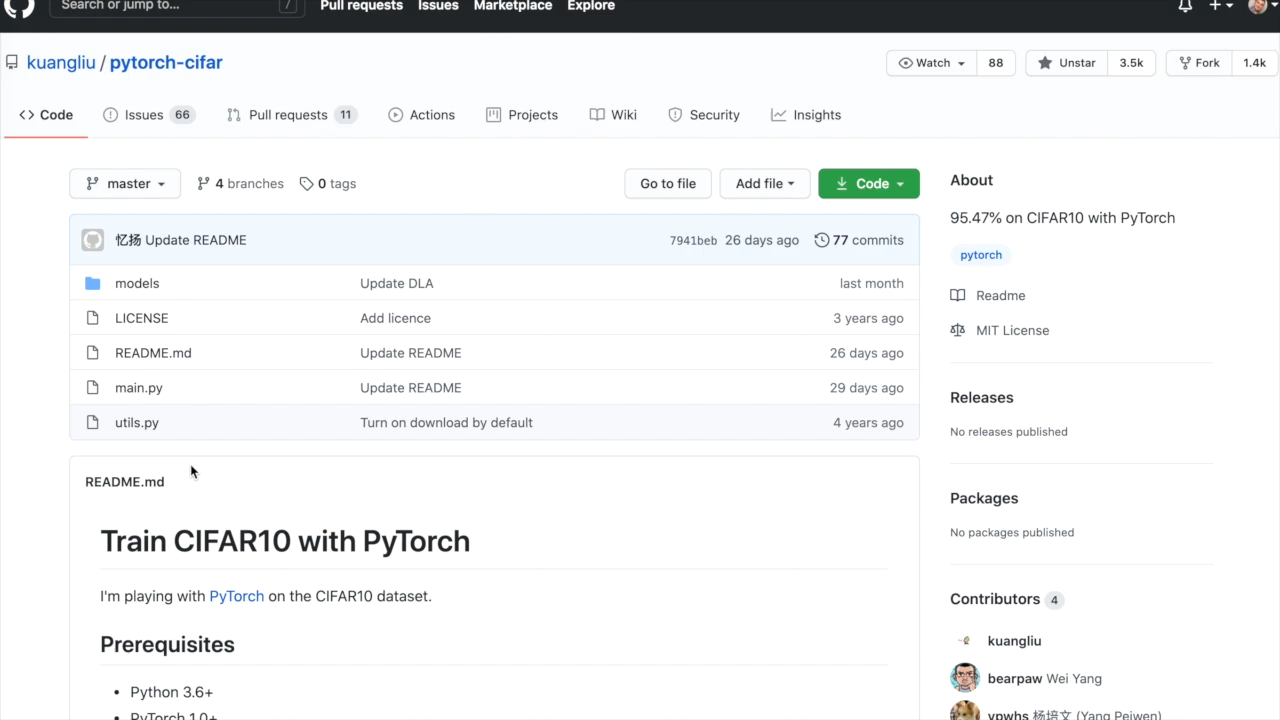 Search or jump to... /
Pull requests Issues Marketplace Explore
kuangliu / pytorch-cifar
Watch 88 Unstar 3.5k Fork 1.4k
Code Issues 66 Pull requests 11 Actions Projects Wiki Security Insights
master 4 branches 0 tags Go to file Add file Code
忆扬 Update README 7941beb 26 days ago 77 commits
models Update DLA last month
LICENSE Add licence 3 years ago
README.md Update README 26 days ago
main.py Update README 29 days ago
utils.py Turn on download by default 4 years ago
README.md
Train CIFAR10 with PyTorch
I'm playing with PyTorch on the CIFAR10 dataset.
Prerequisites
• Python 3.6+
• PyTorch 1.0+
About
95.47% on CIFAR10 with PyTorch
pytorch
Readme
MIT License
Releases
No releases published
Packages
No packages published
Contributors 4
kuangliu
bearpaw Wei Yang
ypwhs 杨培文 (Yang Peiwen)